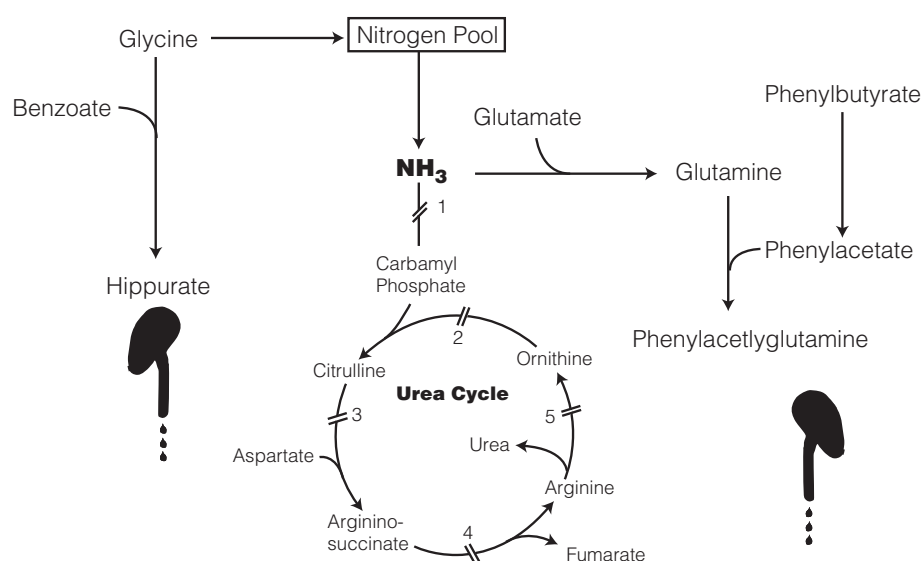 Glycine
Nitrogen Pool
Benzoate
Glutamate
Phenylbutyrate
NH₃
Glutamine
1
Phenylacetate
Carbamyl
Phosphate
Hippurate
2
Phenylacetlyglutamine
Citrulline
Ornithine
Urea Cycle
3
5
Aspartate
Urea
Arginine
Arginino-
succinate
4
Fumarate